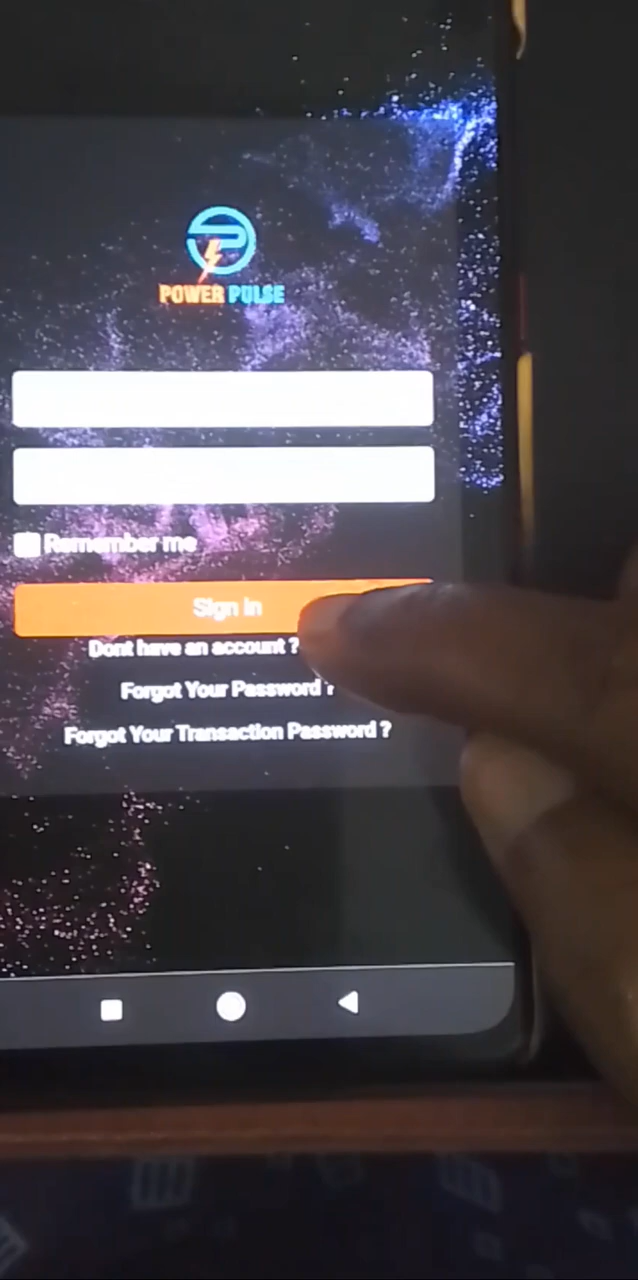 POWER PULSE
Remember me
Sign in
Dont have an account ?
Forgot Your Password ?
Forgot Your Transaction Password ?